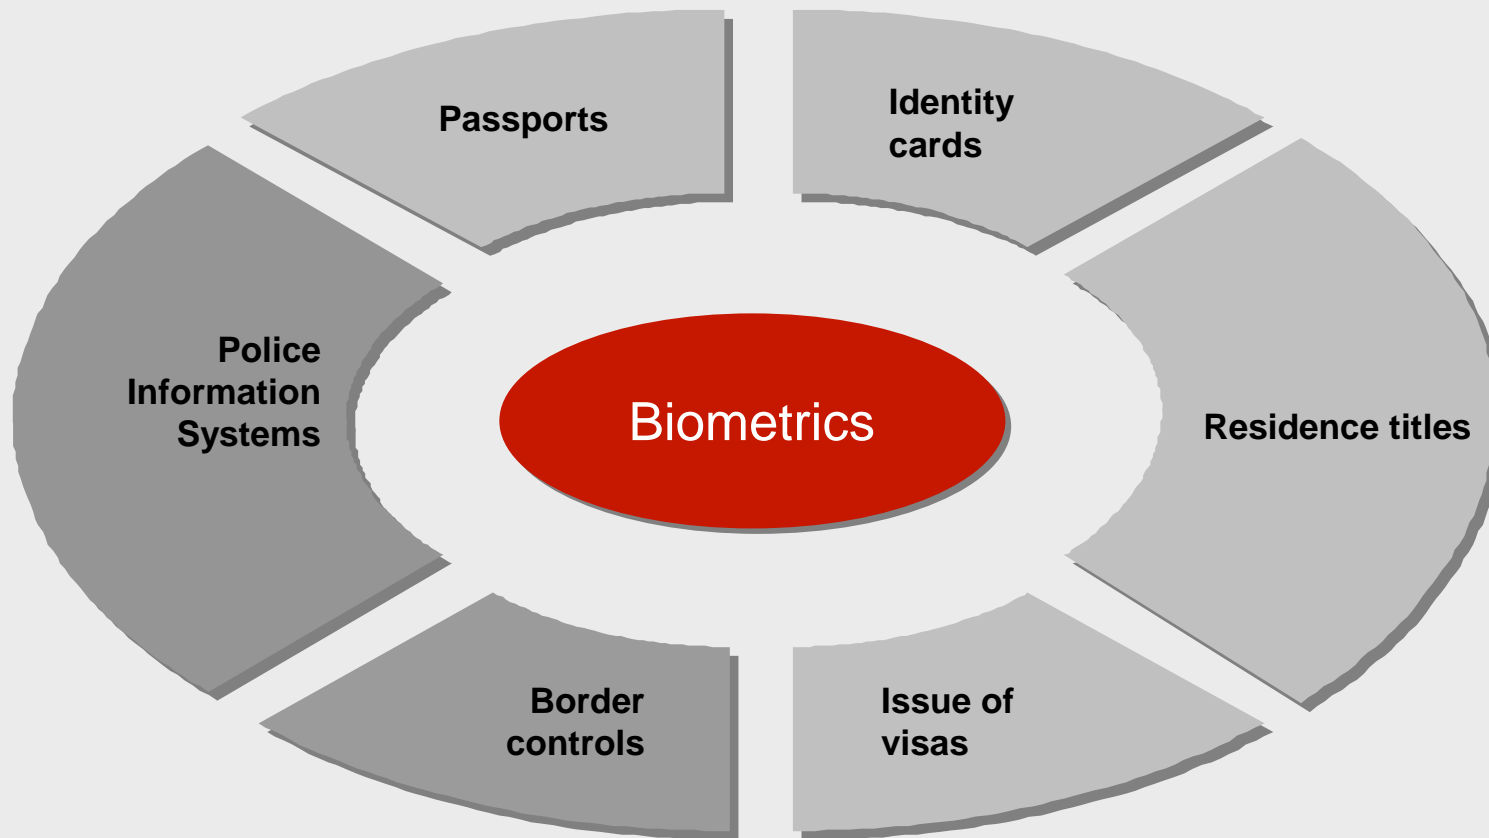 Passports
Identity
cards
Police
Information
Systems
Biometrics
Residence titles
Border
controls
Issue of
visas